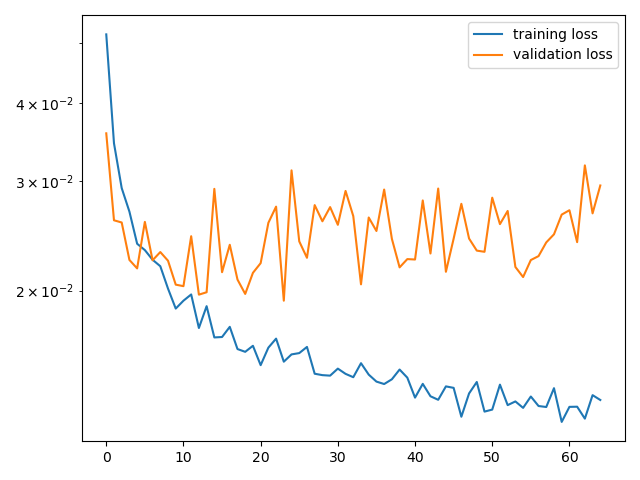 training loss
validation loss
4 × 10⁻²
3 × 10⁻²
2 × 10⁻²
0 10 20 30 40 50 60